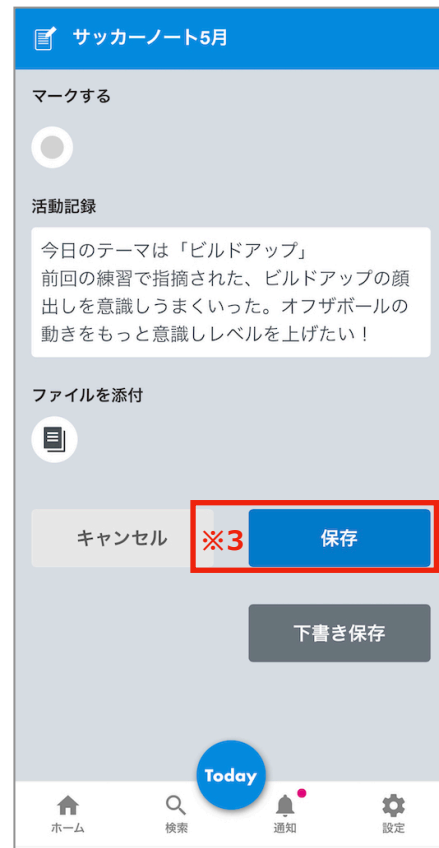 サッカーノート5月
マークする
活動記録
今日のテーマは「ビルドアップ」
前回の練習で指摘された、ビルドアップの顔
出しを意識しうまくいった。オフザボールの
動きをもっと意識しレベルを上げたい！
ファイルを添付
キャンセル ※3 保存
下書き保存
Today
ホーム 検索 通知 設定